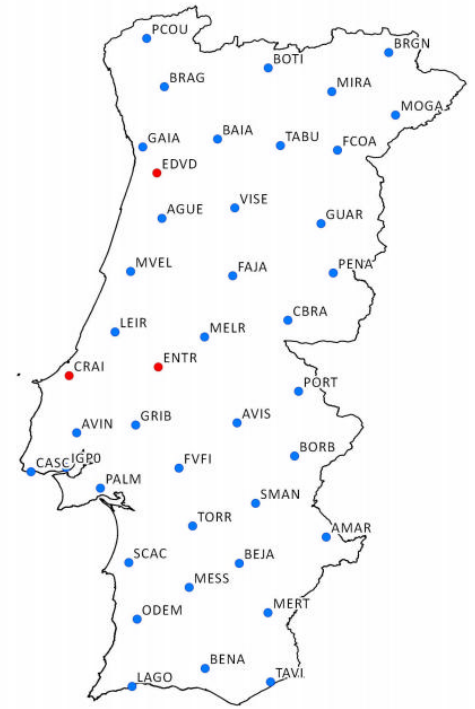 PCOU
BRGN
BOTI
BRAG
MIRA
MOGA
BAIA
GAIA
TABU
FCOA
EDVD
VISE
AGUE
GUAR
MVEL
FAJA
PENA
CBRA
LEIR
MELR
ENTR
CRAI
PORT
GRIB
AVIS
AVIN
BORB
FVFI
IGP0
CASC
PALM
SMAN
TORR
AMAR
SCAC
BEJA
MESS
MERT
ODEM
BENA
TAVI
LAGO